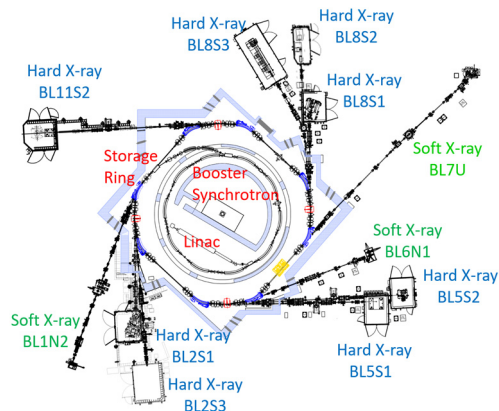 Hard X-ray
BL8S3
Hard X-ray
BL8S2
Hard X-ray
BL11S2
Hard X-ray
BL8S1
Soft X-ray
BL7U
Storage
Ring
Booster
Synchrotron
Linac
Soft X-ray
BL6N1
Hard X-ray
BL5S2
Soft X-ray
BL1N2
Hard X-ray
BL2S1
Hard X-ray
BL5S1
Hard X-ray
BL2S3